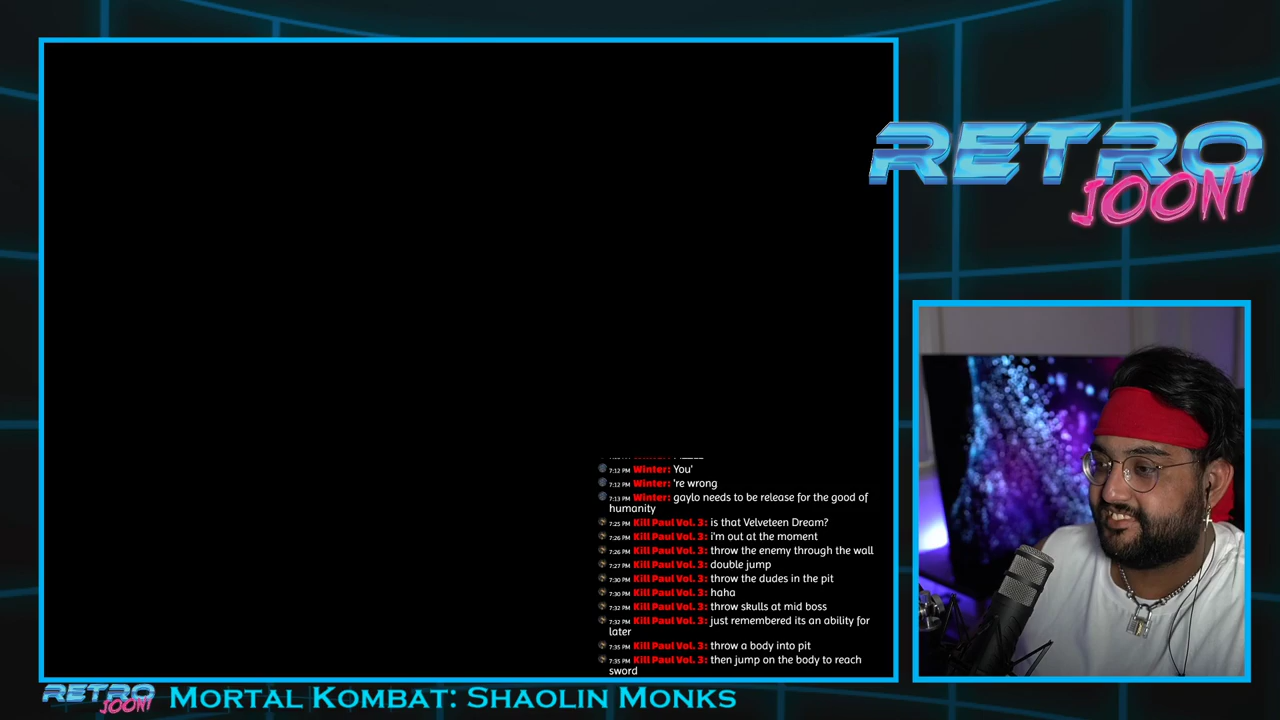 RETRO
JOONI
7:12 PM Winter: You'
7:12 PM Winter: 're wrong
7:13 PM Winter: gaylo needs to be release for the good of
humanity
7:25 PM Kill Paul Vol. 3: is that Velveteen Dream?
7:26 PM Kill Paul Vol. 3: i'm out at the moment
7:26 PM Kill Paul Vol. 3: throw the enemy through the wall
7:27 PM Kill Paul Vol. 3: double jump
7:30 PM Kill Paul Vol. 3: throw the dudes in the pit
7:30 PM Kill Paul Vol. 3: haha
7:32 PM Kill Paul Vol. 3: throw skulls at mid boss
7:32 PM Kill Paul Vol. 3: just remembered its an ability for
later
7:35 PM Kill Paul Vol. 3: throw a body into pit
7:35 PM Kill Paul Vol. 3: then jump on the body to reach
sword
RETRO
JOONI
MORTAL KOMBAT: SHAOLIN MONKS